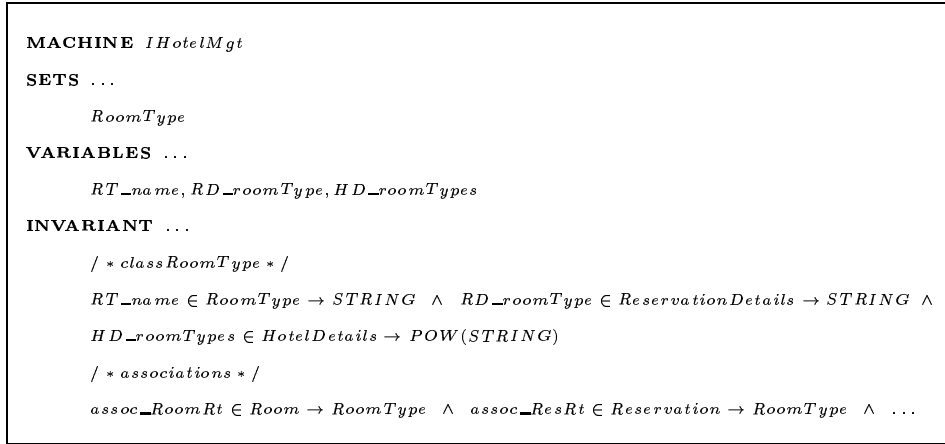 MACHINE IHotelMgt
SETS ...
RoomType
VARIABLES ...
RT_name, RD_roomType, HD_roomTypes
INVARIANT ...
/ * classRoomType * /
RT_name ∈ RoomType → STRING ∧ RD_roomType ∈ ReservationDetails → STRING ∧
HD_roomTypes ∈ HotelDetails → POW(STRING)
/ * associations * /
assoc_RoomRt ∈ Room → RoomType ∧ assoc_ResRt ∈ Reservation → RoomType ∧ ...